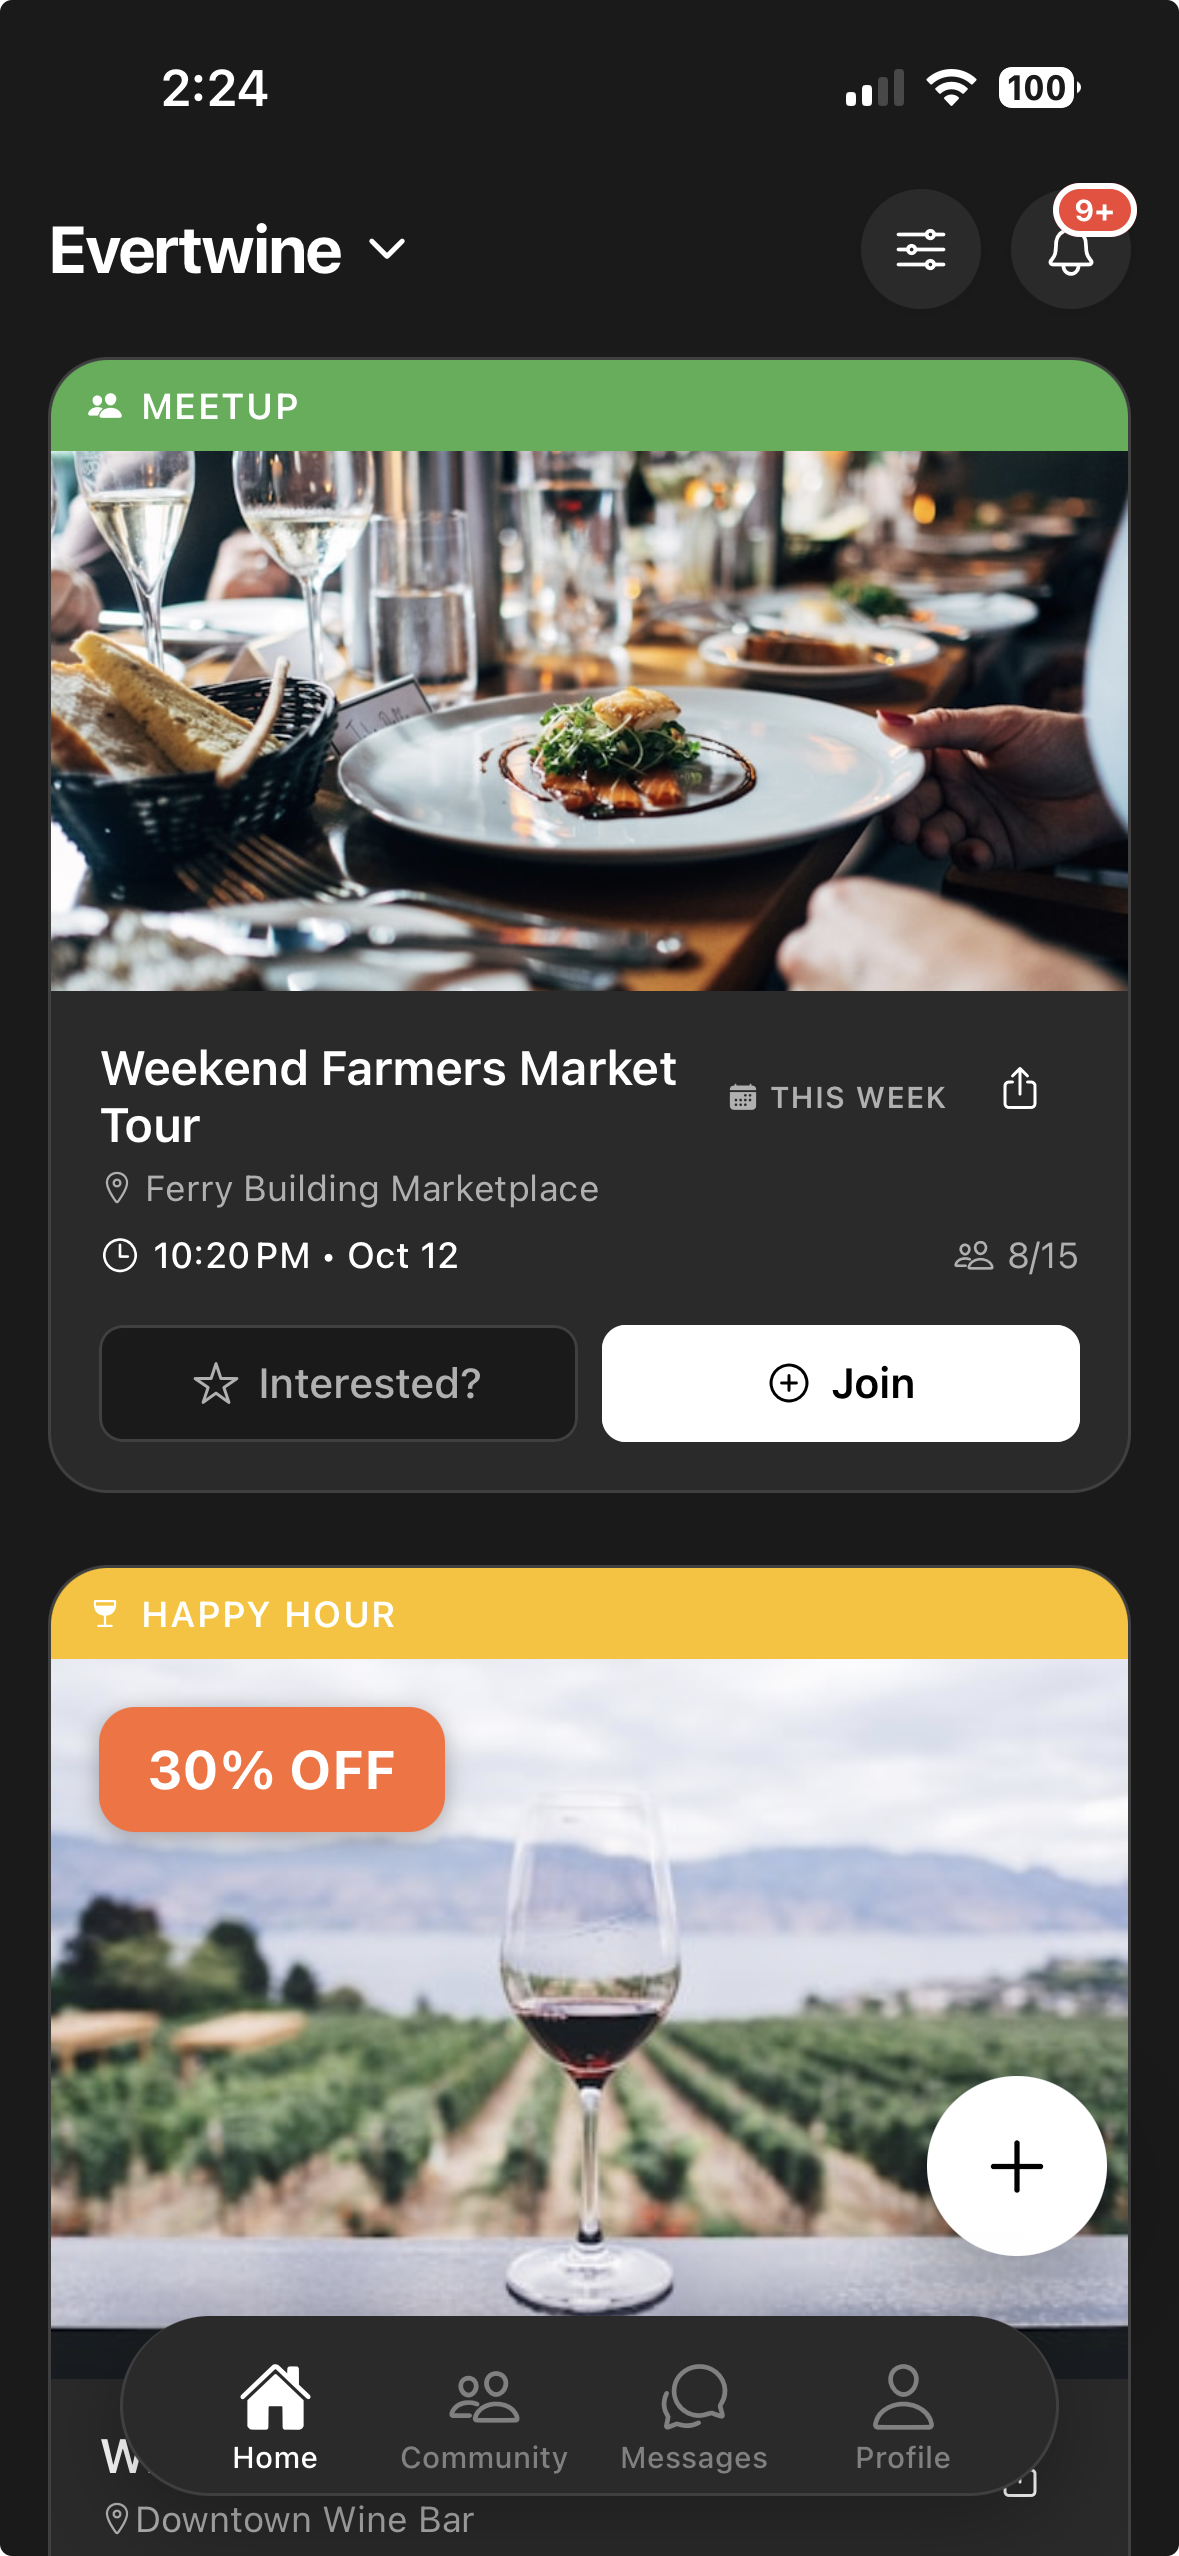 2:24
100
Evertwine
9+
MEETUP
Weekend Farmers Market
Tour
THIS WEEK
Ferry Building Marketplace
10:20 PM • Oct 12
8/15
Interested?
Join
HAPPY HOUR
30% OFF
Home
Community
Messages
Profile
Downtown Wine Bar